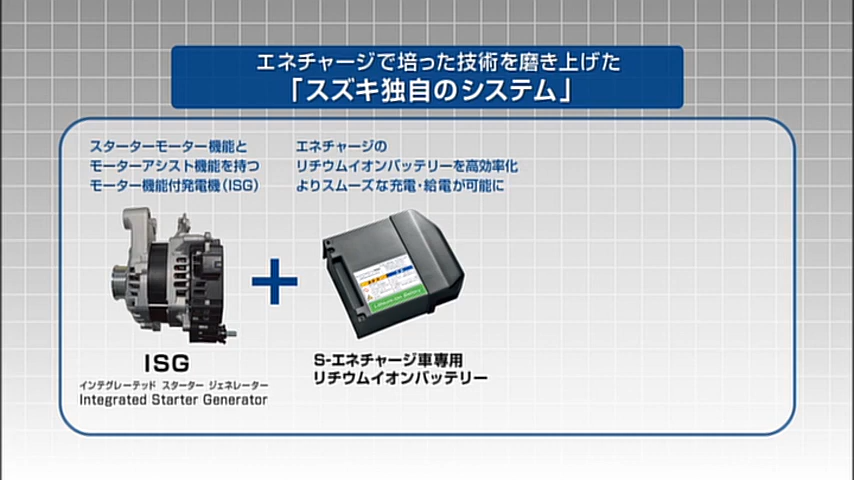 エネチャージで培った技術を磨き上げた
「スズキ独自のシステム」
スターターモーター機能と
モーターアシスト機能を持つ
モーター機能付発電機(ISG)
エネチャージの
リチウムイオンバッテリーを高効率化
よりスムーズな充電・給電が可能に
ISG
インテグレーテッド スターター ジェネレーター
Integrated Starter Generator
S-エネチャージ車専用
リチウムイオンバッテリー